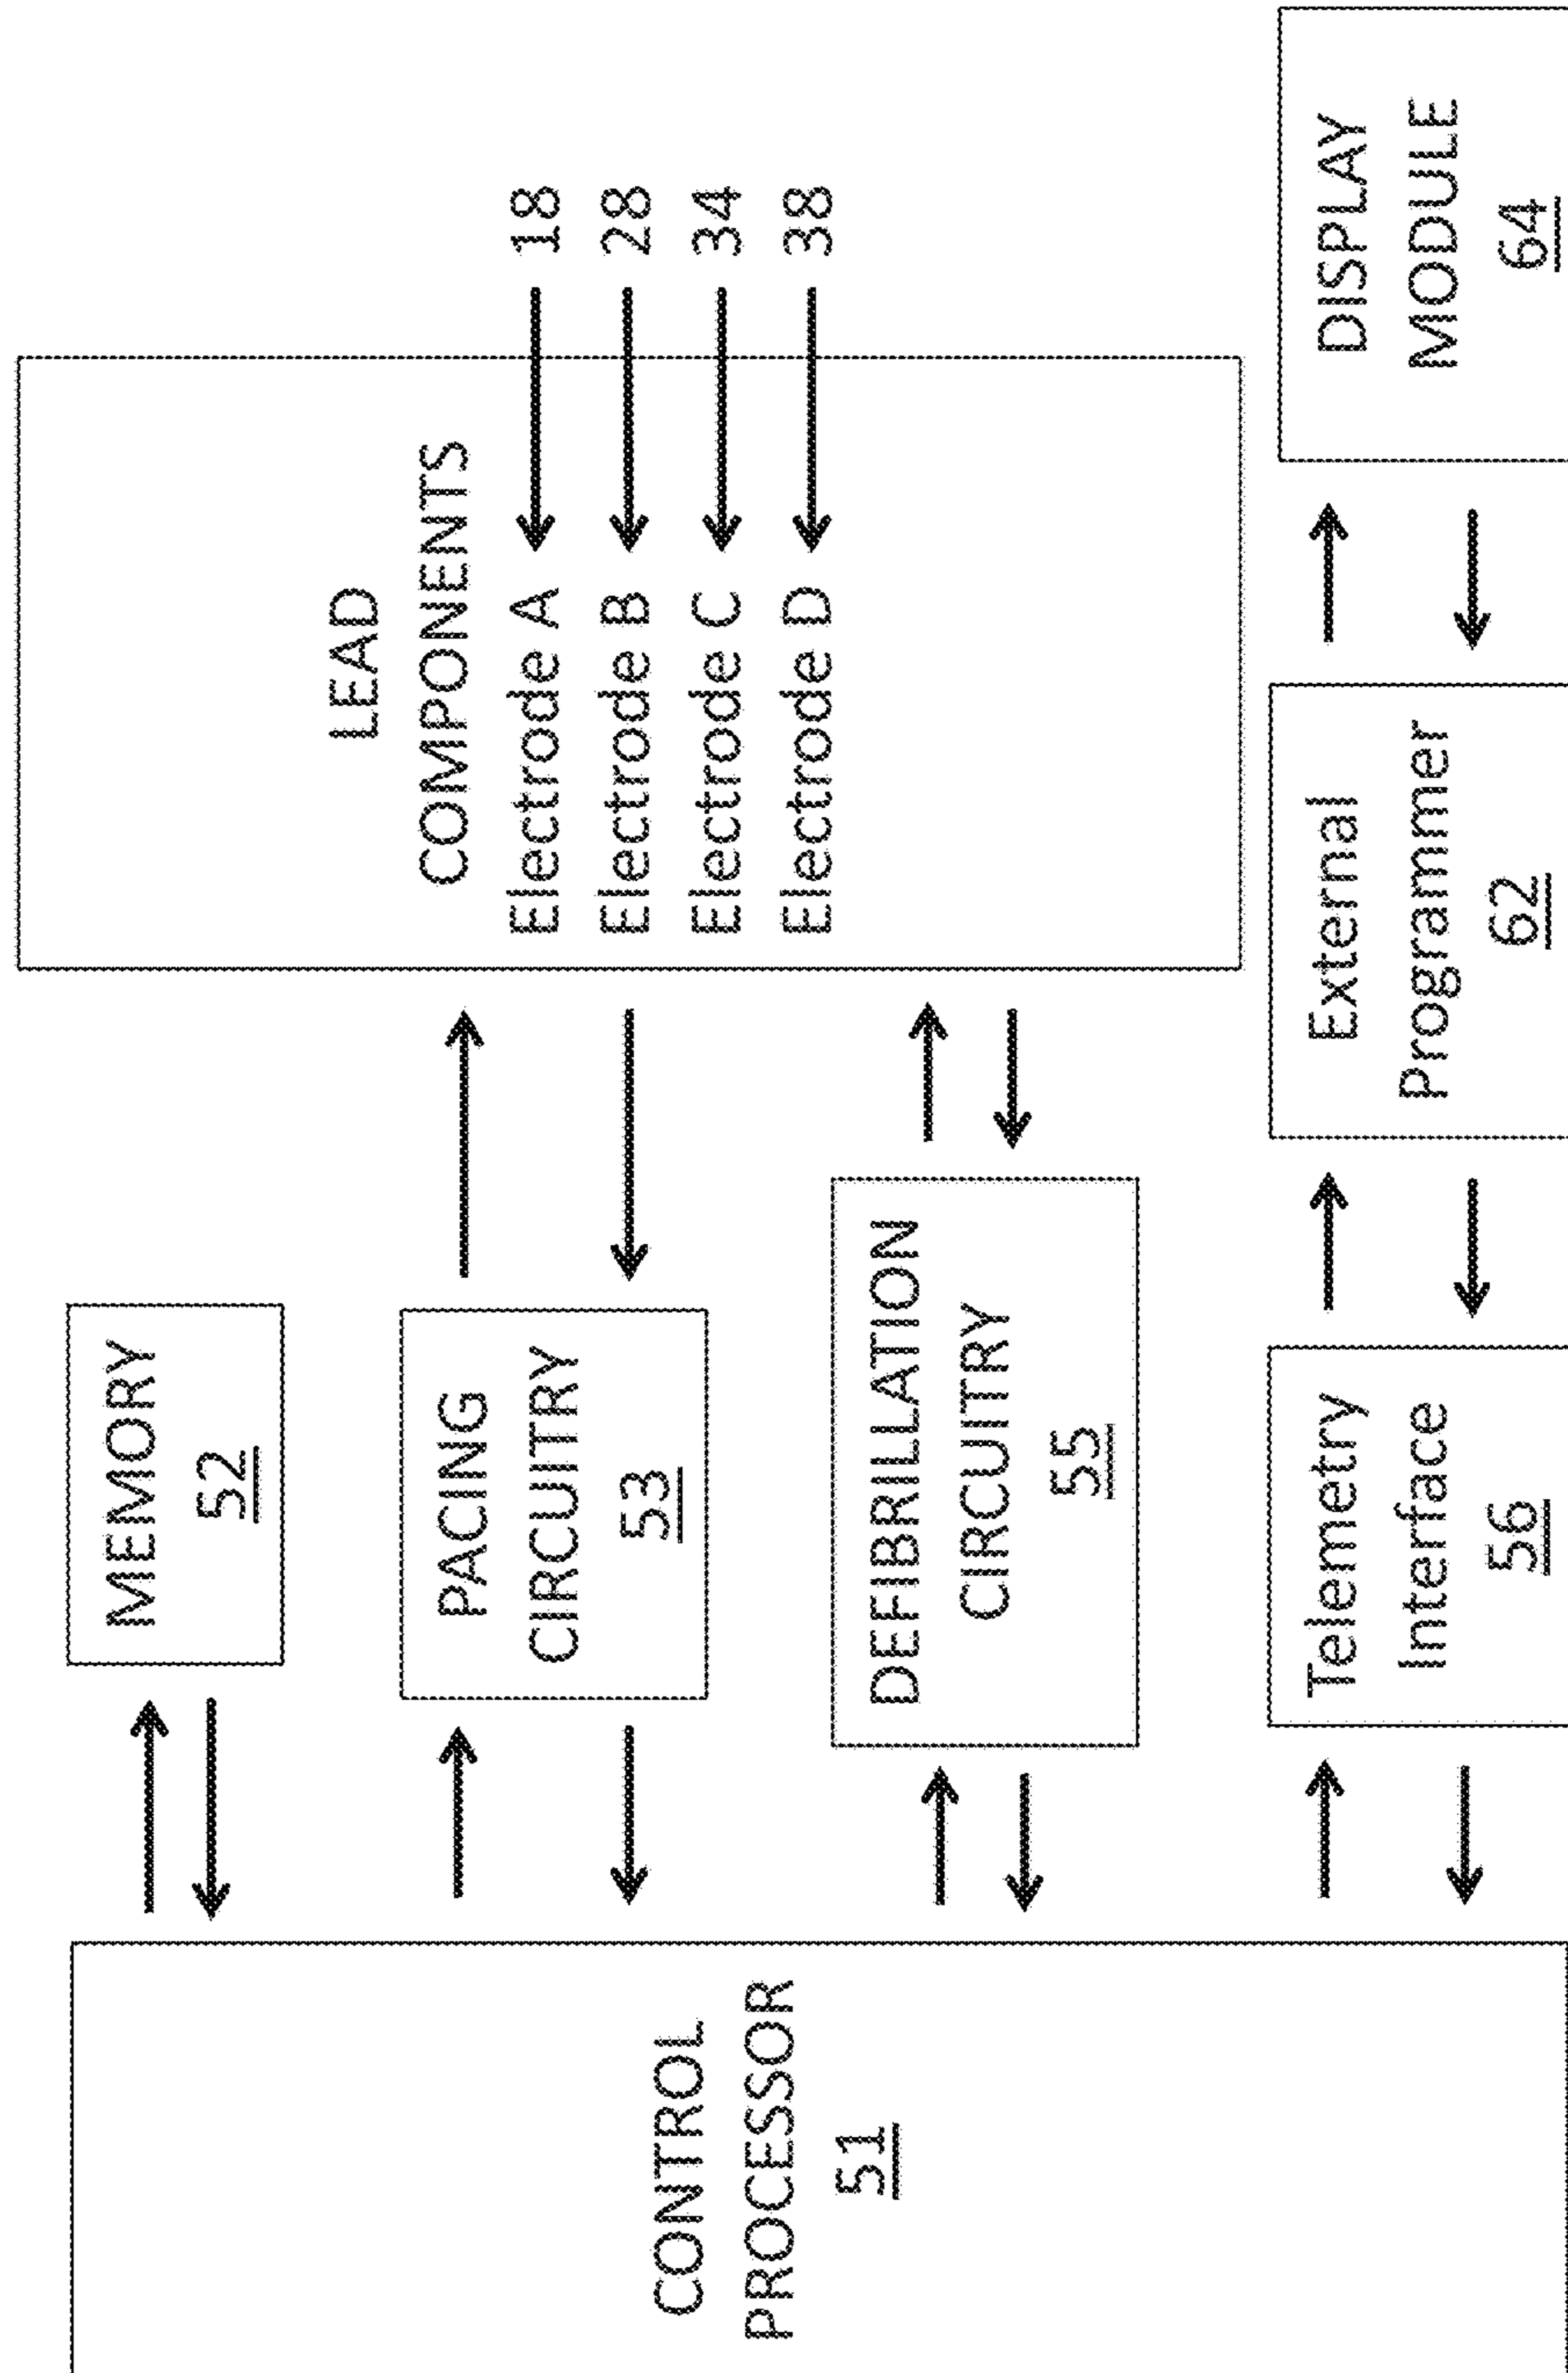 CONTROL
PROCESSOR
51
MEMORY
52
PACING
CIRCUITRY
53
DEFIBRILLATION
CIRCUITRY
55
Telemetry
Interface
56
LEAD
COMPONENTS
Electrode A 18
Electrode B 28
Electrode C 34
Electrode D 38
External
Programmer
62
DISPLAY
MODULE
64